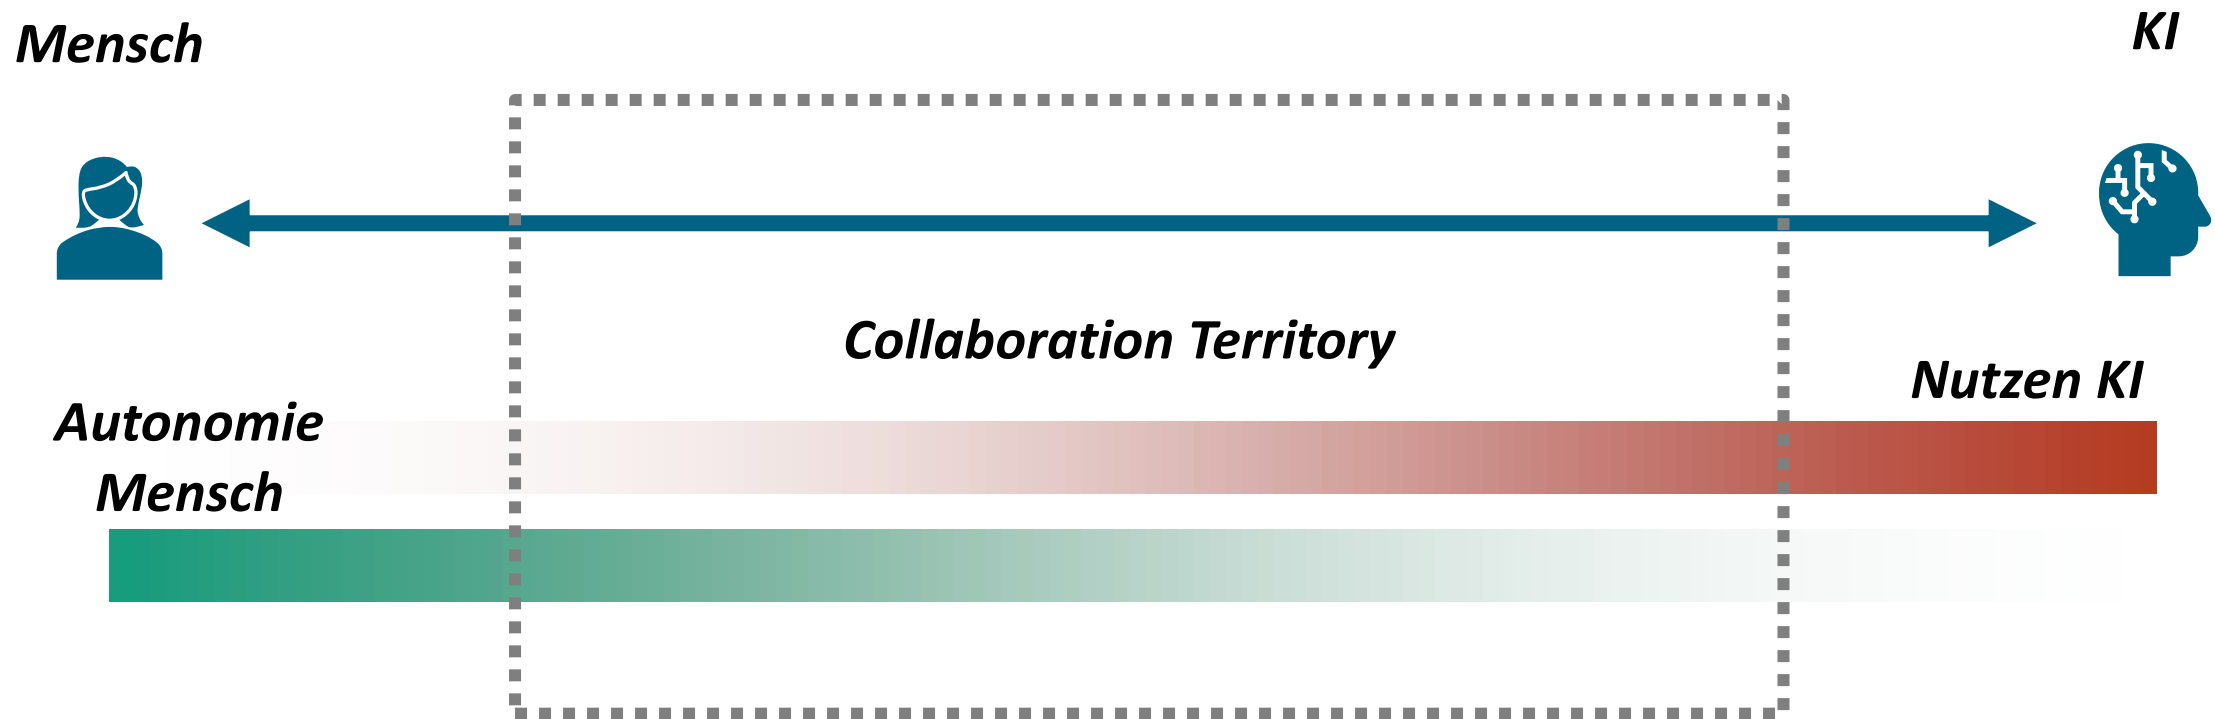 Mensch
KI
Collaboration Territory
Nutzen KI
Autonomie
Mensch